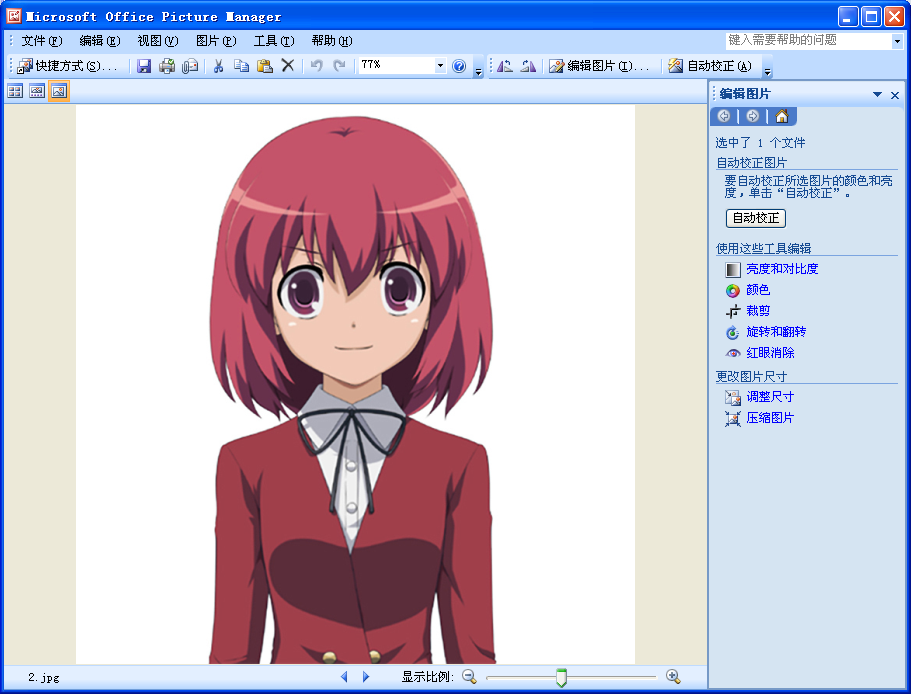 Microsoft Office Picture Manager
文件(F) 编辑(E) 视图(V) 图片(P) 工具(T) 帮助(H) 键入需要帮助的问题
快捷方式(S)... 77% 编辑图片(I)... 自动校正(A)
编辑图片
选中了 1 个文件
自动校正图片
要自动校正所选图片的颜色和亮
度，单击“自动校正”。
自动校正
使用这些工具编辑
亮度和对比度
颜色
裁剪
旋转和翻转
红眼消除
更改图片尺寸
调整尺寸
压缩图片
2.jpg 显示比例: